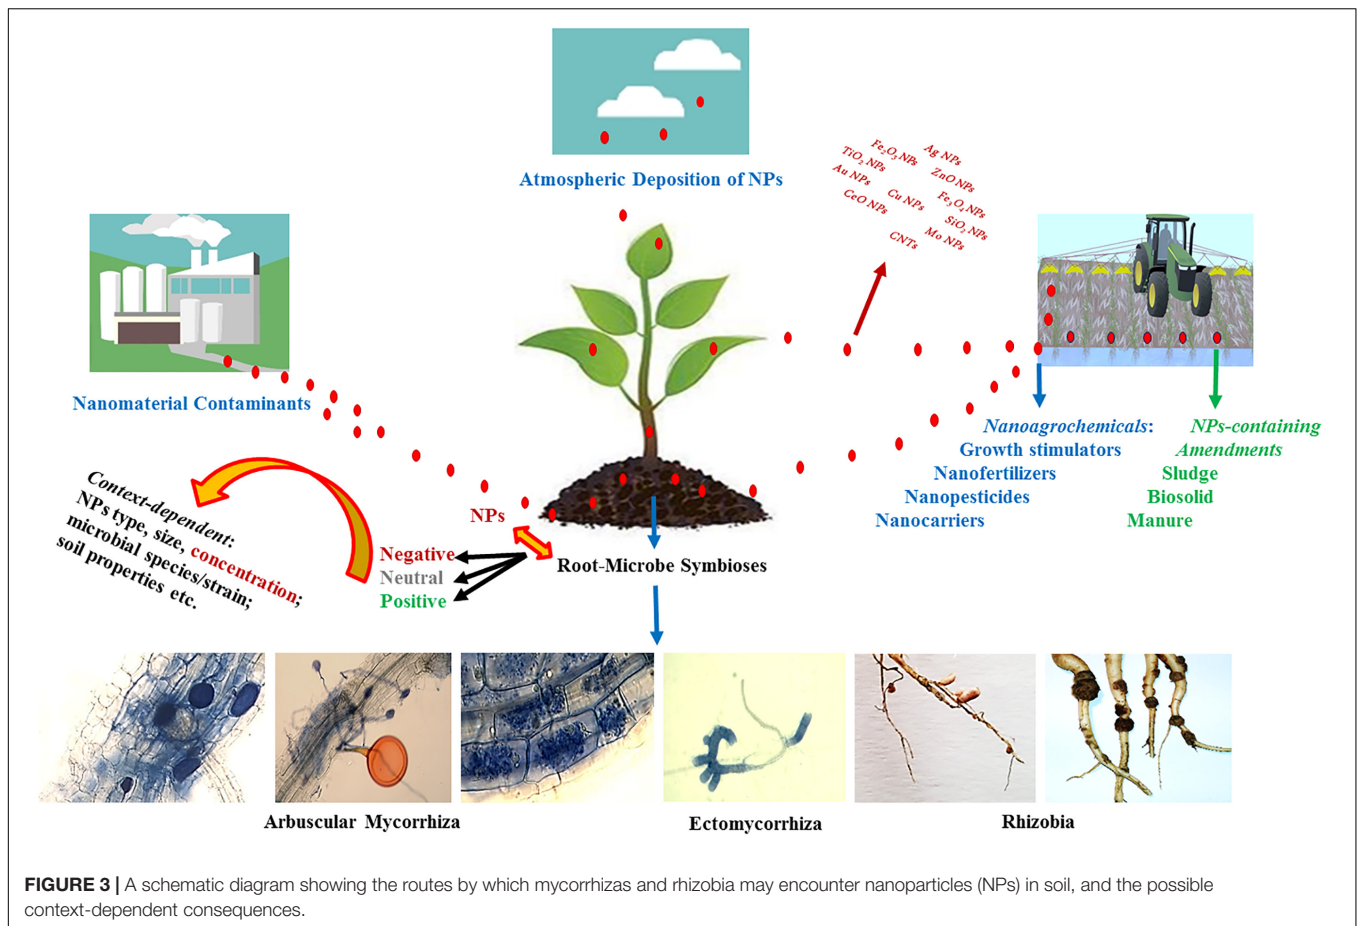 Atmospheric Deposition of NPs
Fe₂O₃ NPs
Ag NPs
TiO₂ NPs
ZnO NPs
Au NPs
Cu NPs
Fe₃O₄ NPs
CeO NPs
SiO₂ NPs
CNTs
Mo NPs
Nanomaterial Contaminants
Nanoagrochemicals:
Growth stimulators
Nanofertilizers
Nanopesticides
Nanocarriers
NPs-containing
Amendments
Sludge
Biosolid
Manure
Context-dependent:
NPs type, size, concentration;
microbial species/strain;
soil properties etc.
NPs
Negative
Neutral
Positive
Root-Microbe Symbioses
Arbuscular Mycorrhiza
Ectomycorrhiza
Rhizobia
FIGURE 3 | A schematic diagram showing the routes by which mycorrhizas and rhizobia may encounter nanoparticles (NPs) in soil, and the possible
context-dependent consequences.